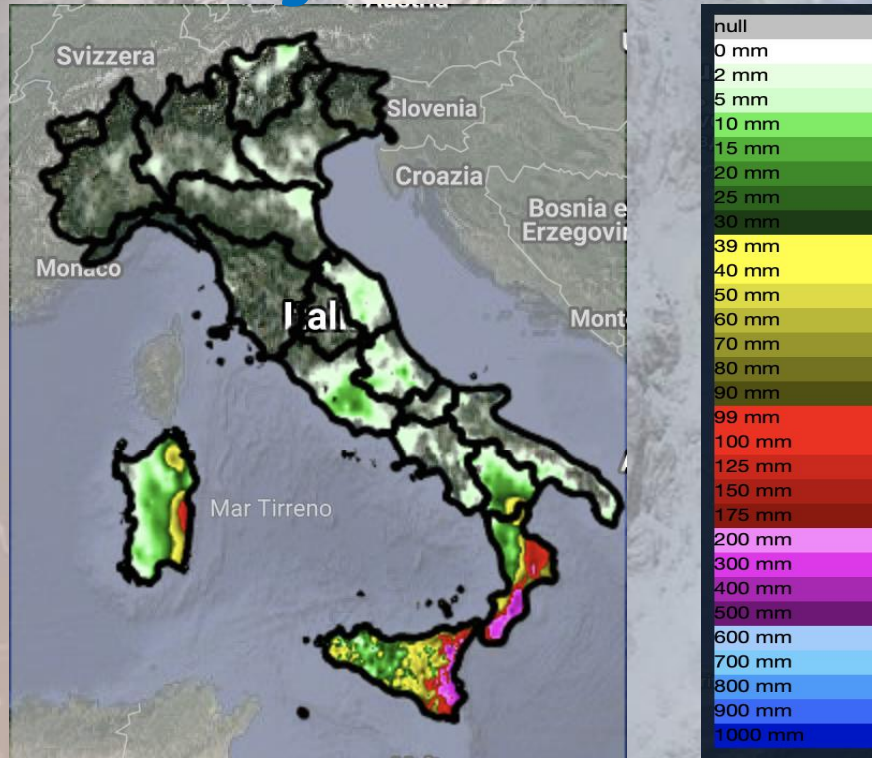 Austria
Svizzera
Slovenia
Croazia
Bosnia e
Erzegovi
Monaco
Itali
Mont
Mar Tirreno
null
0 mm
2 mm
5 mm
10 mm
15 mm
20 mm
25 mm
30 mm
39 mm
40 mm
50 mm
60 mm
70 mm
80 mm
90 mm
99 mm
100 mm
125 mm
150 mm
175 mm
200 mm
300 mm
400 mm
500 mm
600 mm
700 mm
800 mm
900 mm
1000 mm